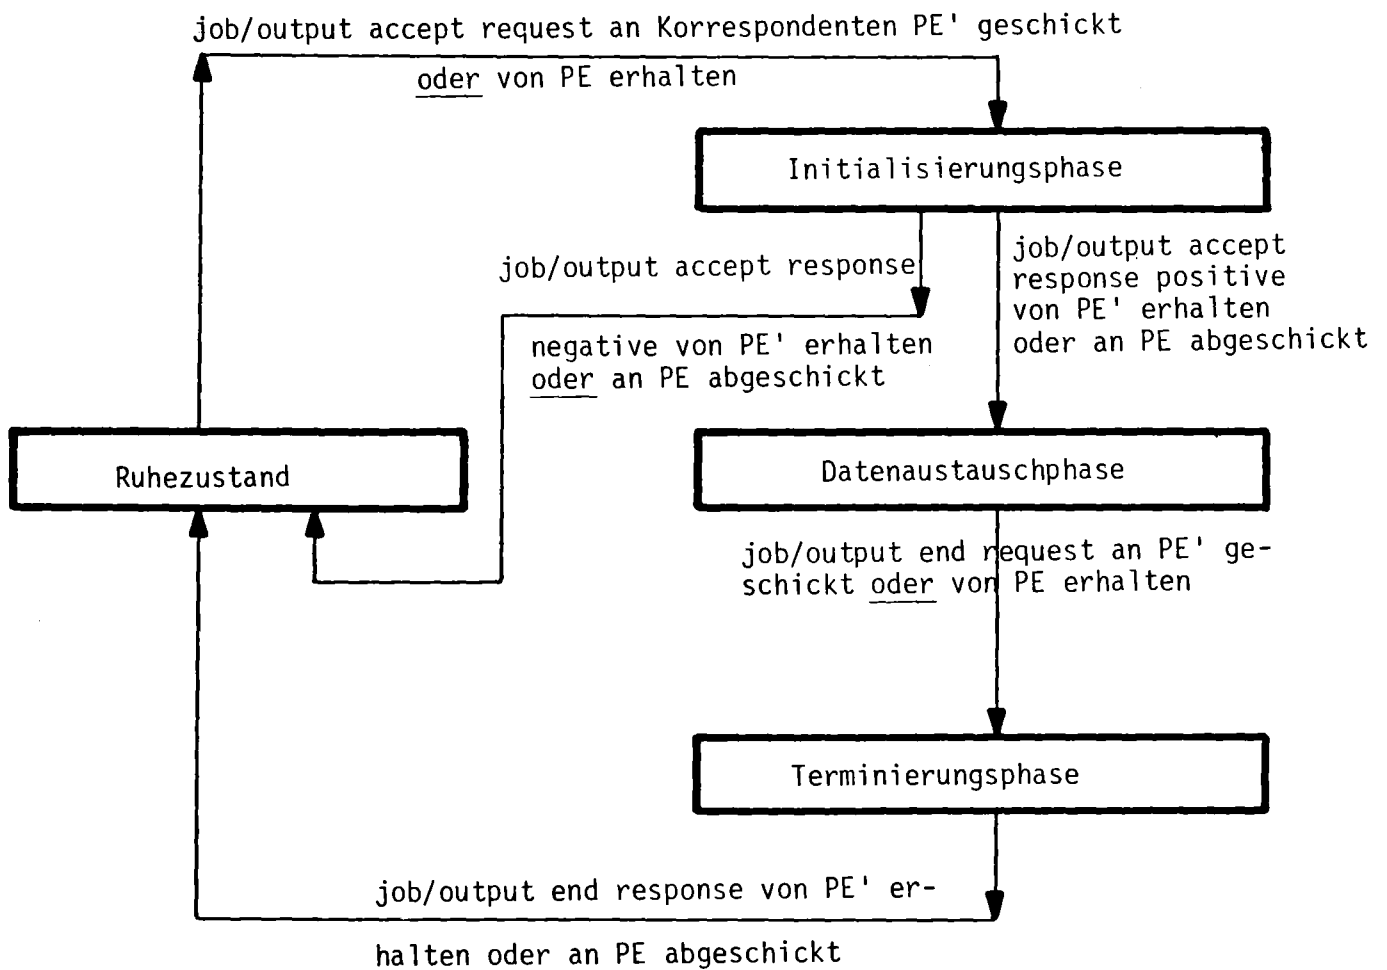 job/output accept request an Korrespondenten PE' geschickt
oder von PE erhalten
Initialisierungsphase
job/output accept response
negative von PE' erhalten
oder an PE abgeschickt
job/output accept
response positive
von PE' erhalten
oder an PE abgeschickt
Ruhezustand
Datenaustauschphase
job/output end request an PE' ge-
schickt oder von PE erhalten
Terminierungsphase
job/output end response von PE' er-
halten oder an PE abgeschickt